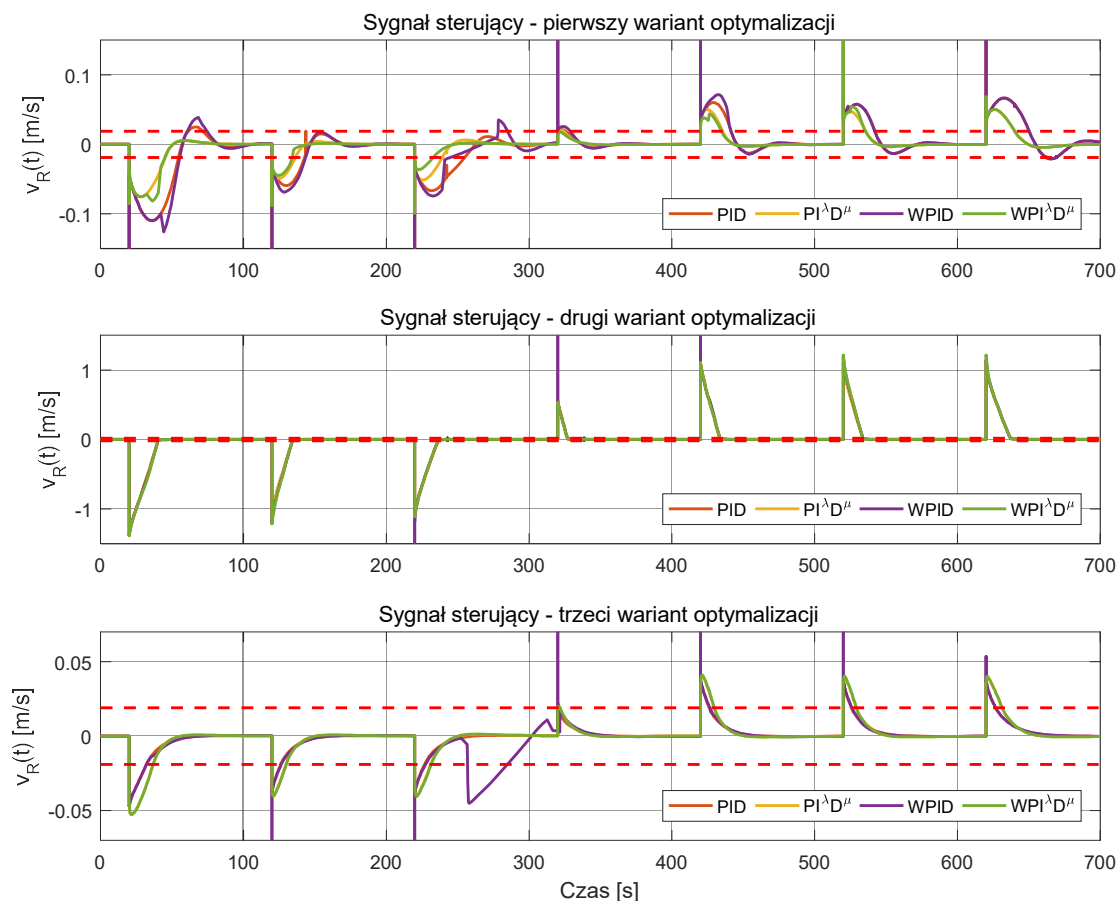 Sygnał sterujący - pierwszy wariant optymalizacji
v_R(t) [m/s]
0.1
0
-0.1
PID PI^λD^μ WPID WPI^λD^μ
0 100 200 300 400 500 600 700
Sygnał sterujący - drugi wariant optymalizacji
v_R(t) [m/s]
1
0
-1
PID PI^λD^μ WPID WPI^λD^μ
0 100 200 300 400 500 600 700
Sygnał sterujący - trzeci wariant optymalizacji
v_R(t) [m/s]
0.05
0
-0.05
PID PI^λD^μ WPID WPI^λD^μ
0 100 200 300 400 500 600 700
Czas [s]